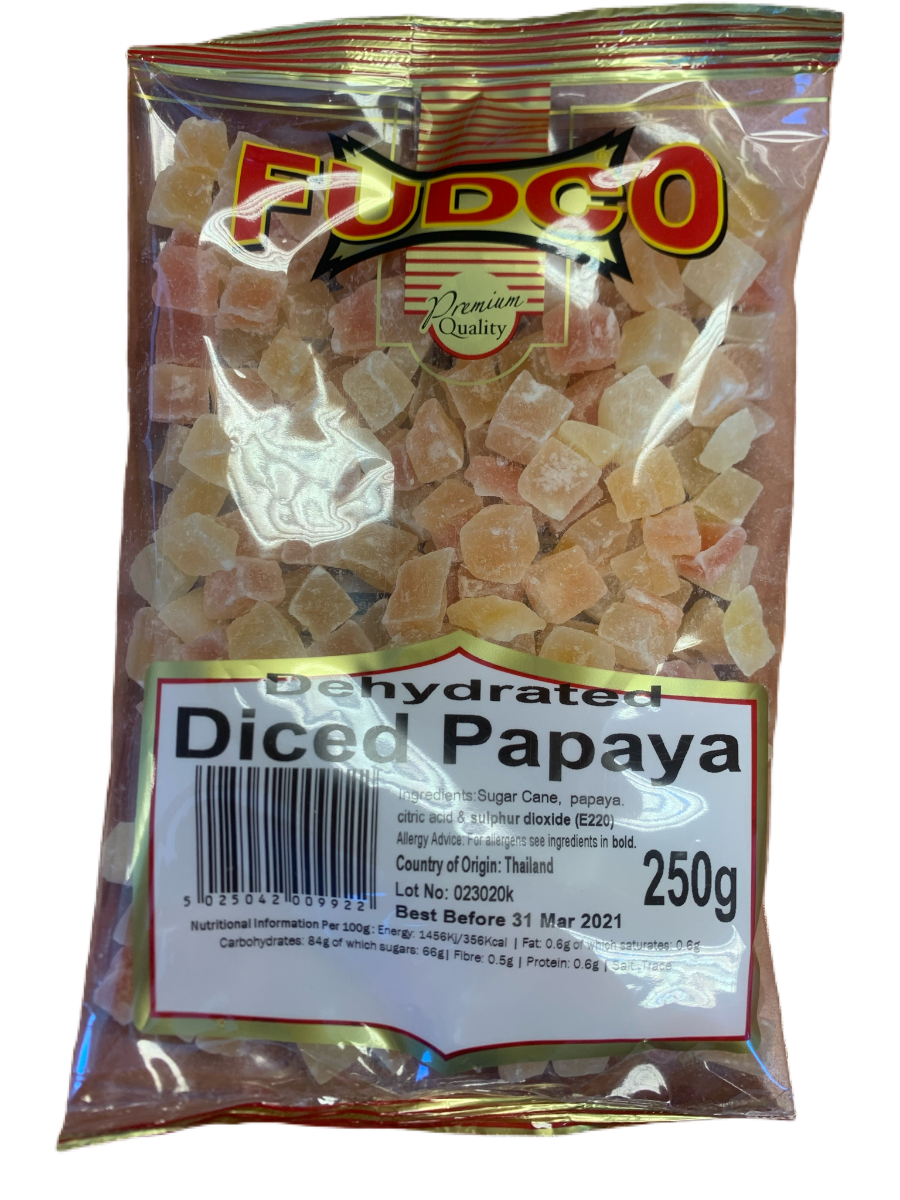 FUDCO
Premium
Quality
Dehydrated
Diced Papaya
Ingredients:Sugar Cane, papaya.
citric acid & sulphur dioxide (E220)
Allergy Advice: For allergens see ingredients in bold.
Country of Origin: Thailand
250g
Lot No: 023020k
5 025042 009922
Best Before 31 Mar 2021
Nutritional Information Per 100g: Energy: 1456Kj/356Kcal | Fat: 0.6g of which saturates: 0.6g
Carbohydrates: 84g of which sugars: 66g| Fibre: 0.5g | Protein: 0.6g | Salt: Trace